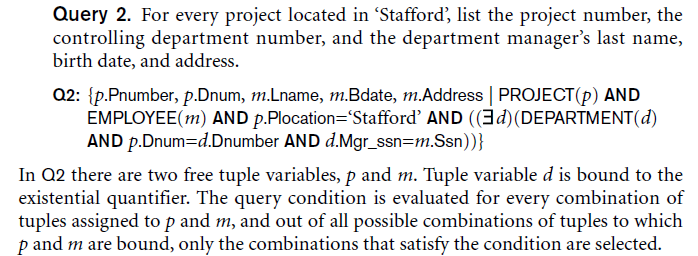 Query 2. For every project located in ‘Stafford’, list the project number, the
controlling department number, and the department manager’s last name,
birth date, and address.
Q2: {p.Pnumber, p.Dnum, m.Lname, m.Bdate, m.Address | PROJECT(p) AND
EMPLOYEE(m) AND p.Plocation=‘Stafford’ AND ((∃d)(DEPARTMENT(d)
AND p.Dnum=d.Dnumber AND d.Mgr_ssn=m.Ssn))}
In Q2 there are two free tuple variables, p and m. Tuple variable d is bound to the
existential quantifier. The query condition is evaluated for every combination of
tuples assigned to p and m, and out of all possible combinations of tuples to which
p and m are bound, only the combinations that satisfy the condition are selected.